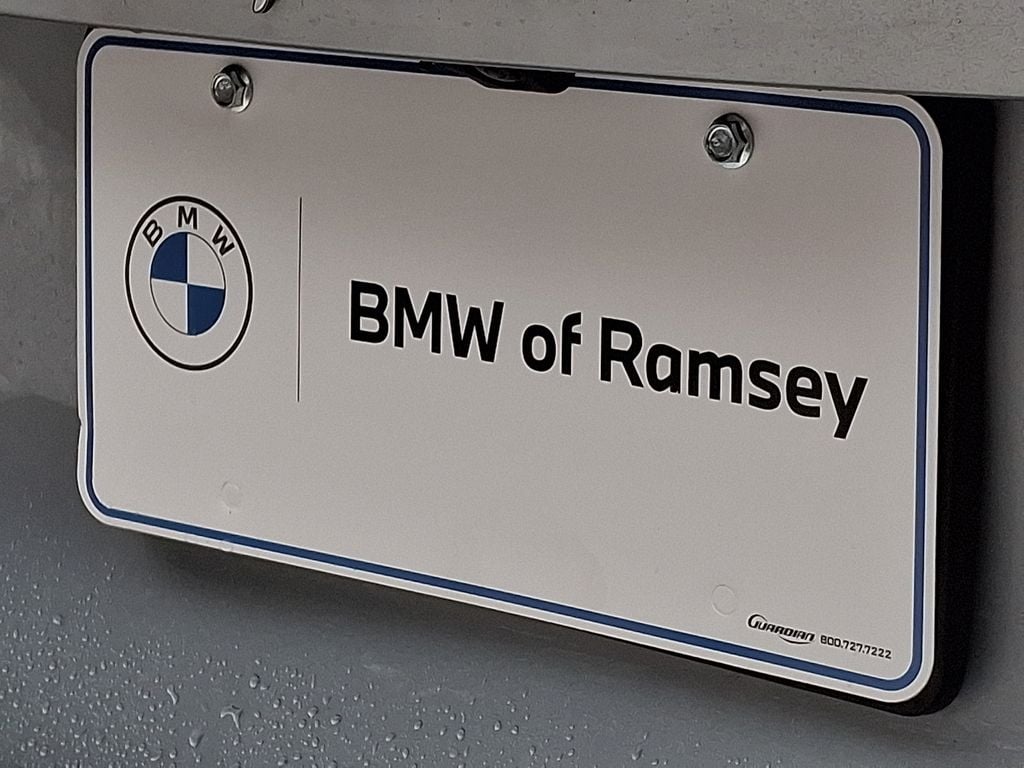 BMW
BMW of Ramsey
GUARDIAN 800.727.7222